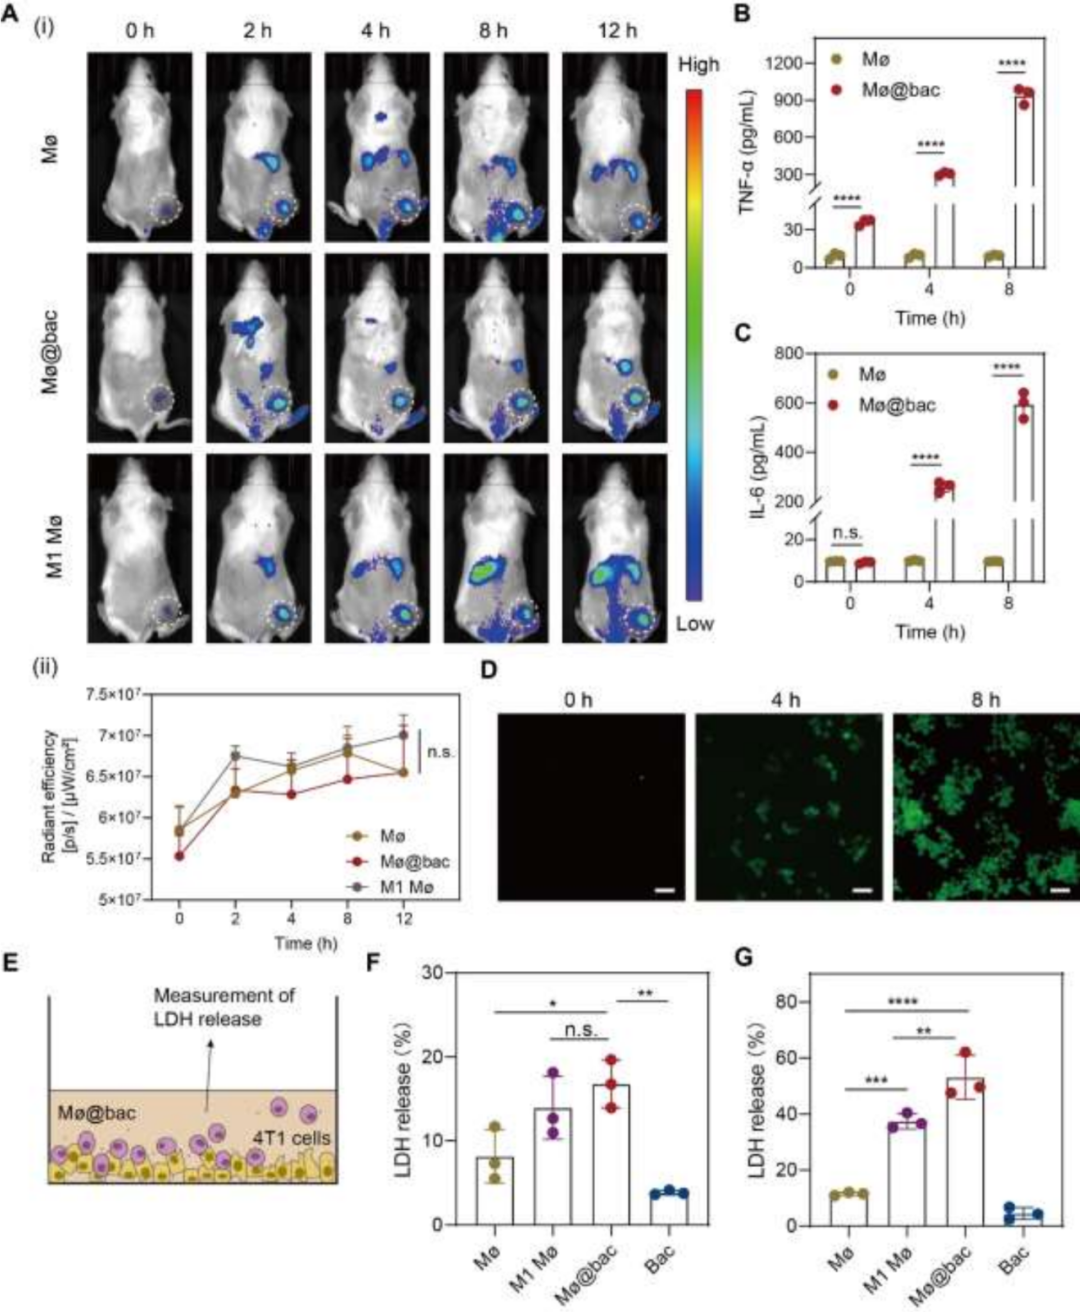 A
(i)
0 h
2 h
4 h
8 h
12 h
Mø
Mø@bac
M1 Mø
High
Low
(ii)
7.5×10⁷
7×10⁷
6.5×10⁷
6×10⁷
5.5×10⁷
5×10⁷
Radiant efficiency
[p/s] / [µW/cm²]
n.s.
Mø
Mø@bac
M1 Mø
0
2
4
8
12
Time (h)
B
TNF-α (pg/mL)
1200
900
600
300
30
0
Mø
Mø@bac
****
****
****
0
4
8
Time (h)
C
IL-6 (pg/mL)
800
600
400
200
20
0
Mø
Mø@bac
n.s.
****
****
0
4
8
Time (h)
D
0 h
4 h
8 h
E
Measurement of
LDH release
Mø@bac
4T1 cells
F
LDH release (%)
30
20
10
0
*
**
n.s.
Mø
M1 Mø
Mø@bac
Bac
G
LDH release (%)
80
60
40
20
0
****
**
***
Mø
M1 Mø
Mø@bac
Bac